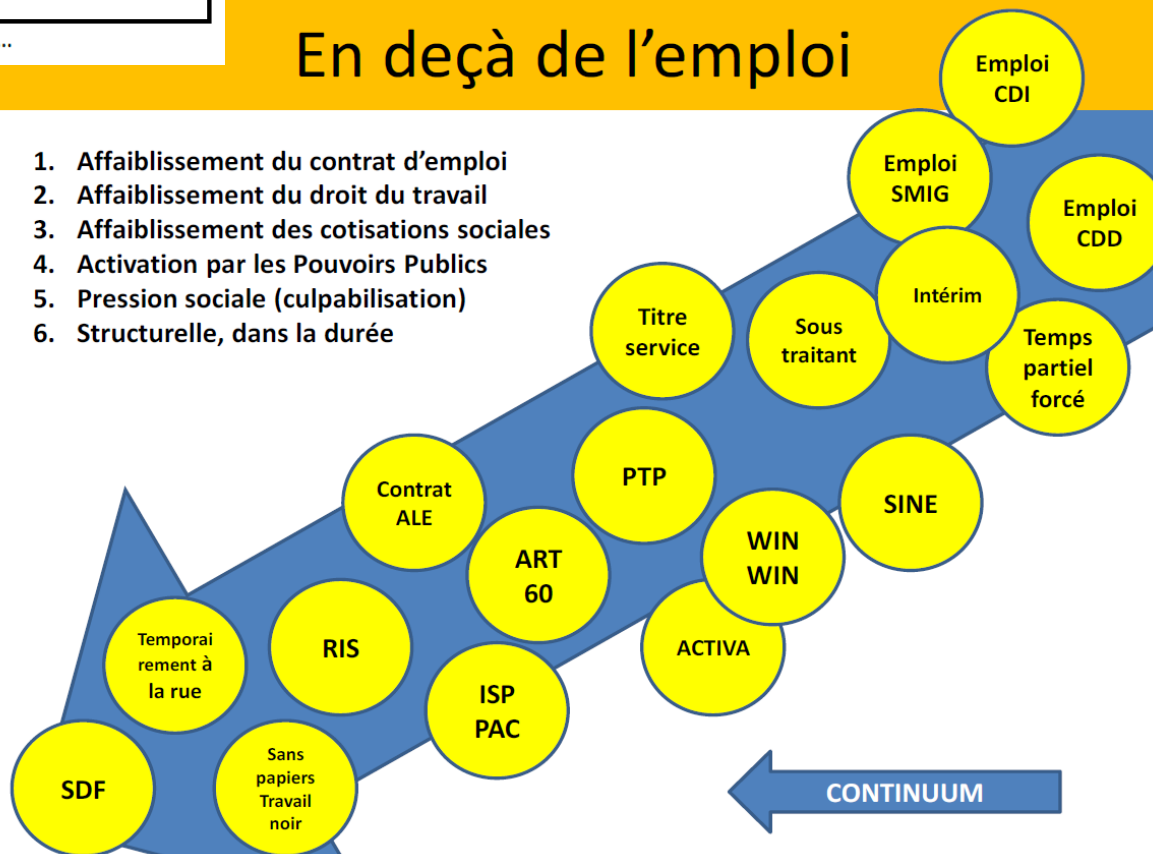 ...
En deçà de l'emploi
1. Affaiblissement du contrat d'emploi
2. Affaiblissement du droit du travail
3. Affaiblissement des cotisations sociales
4. Activation par les Pouvoirs Publics
5. Pression sociale (culpabilisation)
6. Structurelle, dans la durée
Emploi
CDI
Emploi
SMIG
Emploi
CDD
Intérim
Temps
partiel
forcé
Sous
traitant
Titre
service
SINE
PTP
WIN
WIN
ACTIVA
Contrat
ALE
ART
60
ISP
PAC
RIS
Temporai
rement à
la rue
Sans
papiers
Travail
noir
SDF
CONTINUUM